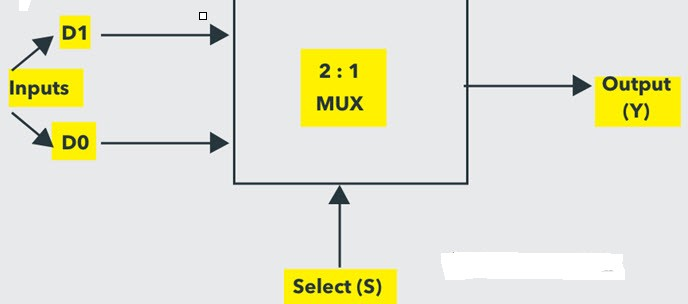 D1
Inputs
D0
2 : 1
MUX
Output
(Y)
Select (S)